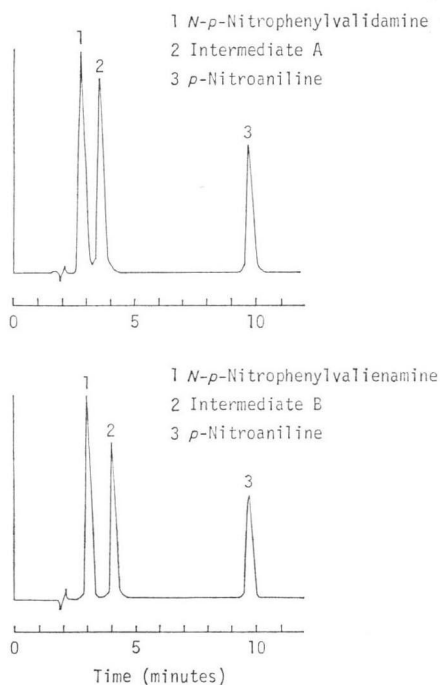 1 N-p-Nitrophenylvalidamine
2 Intermediate A
3 p-Nitroaniline
1
2
3
0 5 10
1 N-p-Nitrophenylvalienamine
2 Intermediate B
3 p-Nitroaniline
1
2
3
0 5 10
Time (minutes)